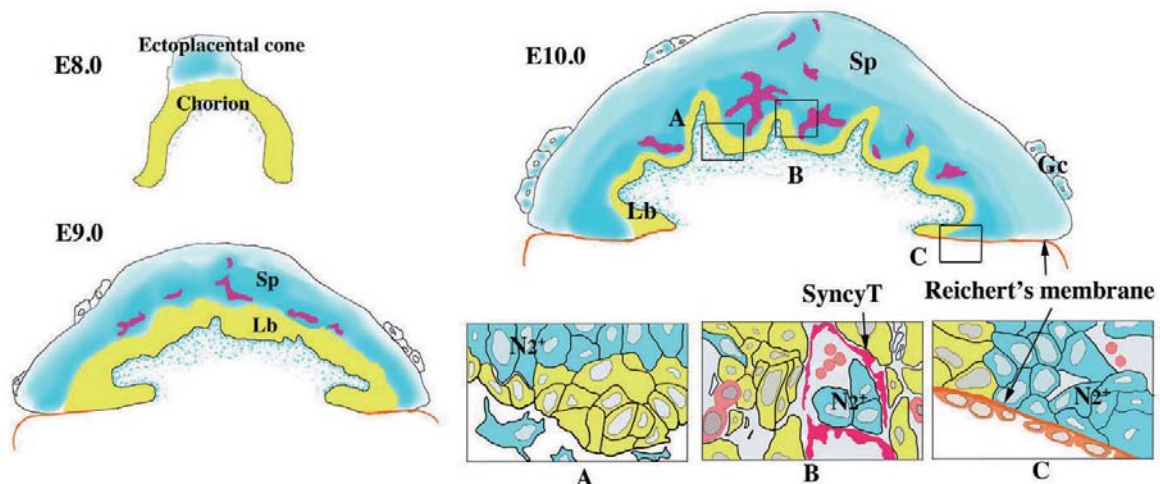 E8.0
Ectoplacental cone
Chorion
E9.0
Sp
Lb
E10.0
Sp
A
Gc
B
Lb
C
SyncyT
Reichert's membrane
N2+
N2+
N2+
A
B
C